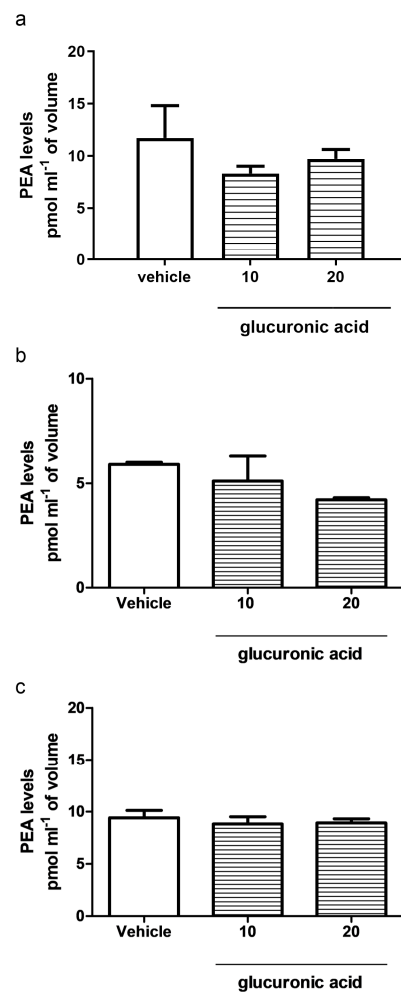 a
PEA levels
pmol ml⁻¹ of volume
20
15
10
5
0
vehicle 10 20
glucuronic acid
b
PEA levels
pmol ml⁻¹ of volume
10
5
0
Vehicle 10 20
glucuronic acid
c
PEA levels
pmol ml⁻¹ of volume
20
15
10
5
0
Vehicle 10 20
glucuronic acid